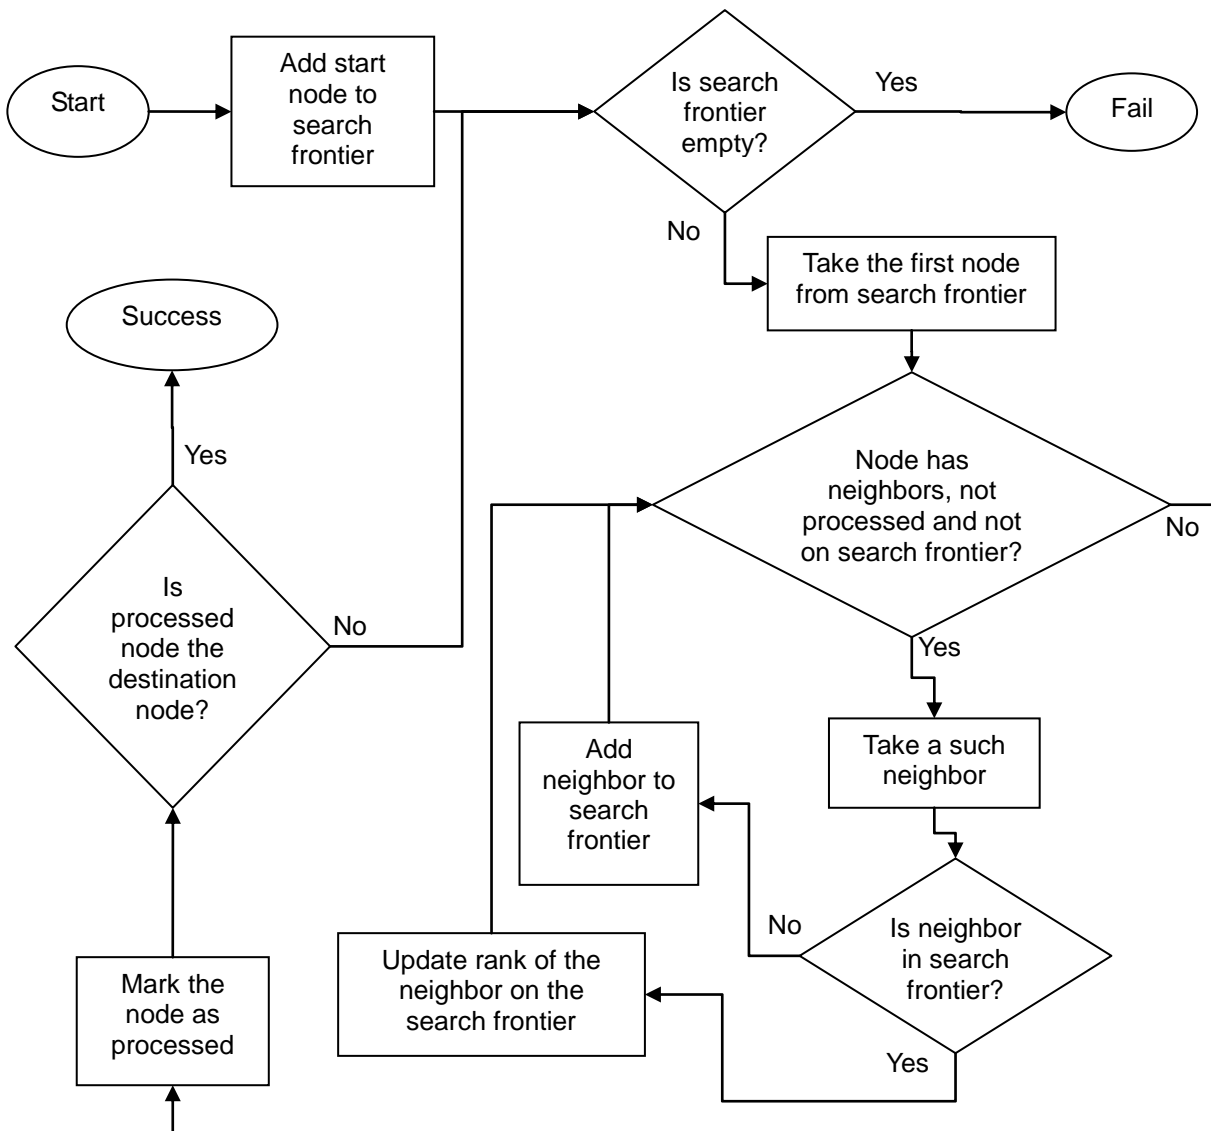 Start
Add start
node to
search
frontier
Is search
frontier
empty?
Yes
Fail
No
Take the first node
from search frontier
Success
Yes
Node has
neighbors, not
processed and not
on search frontier?
No
Is
processed
node the
destination
node?
No
Yes
Take a such
neighbor
Add
neighbor to
search
frontier
No
Is neighbor
in search
frontier?
Update rank of the
neighbor on the
search frontier
Yes
Mark the
node as
processed